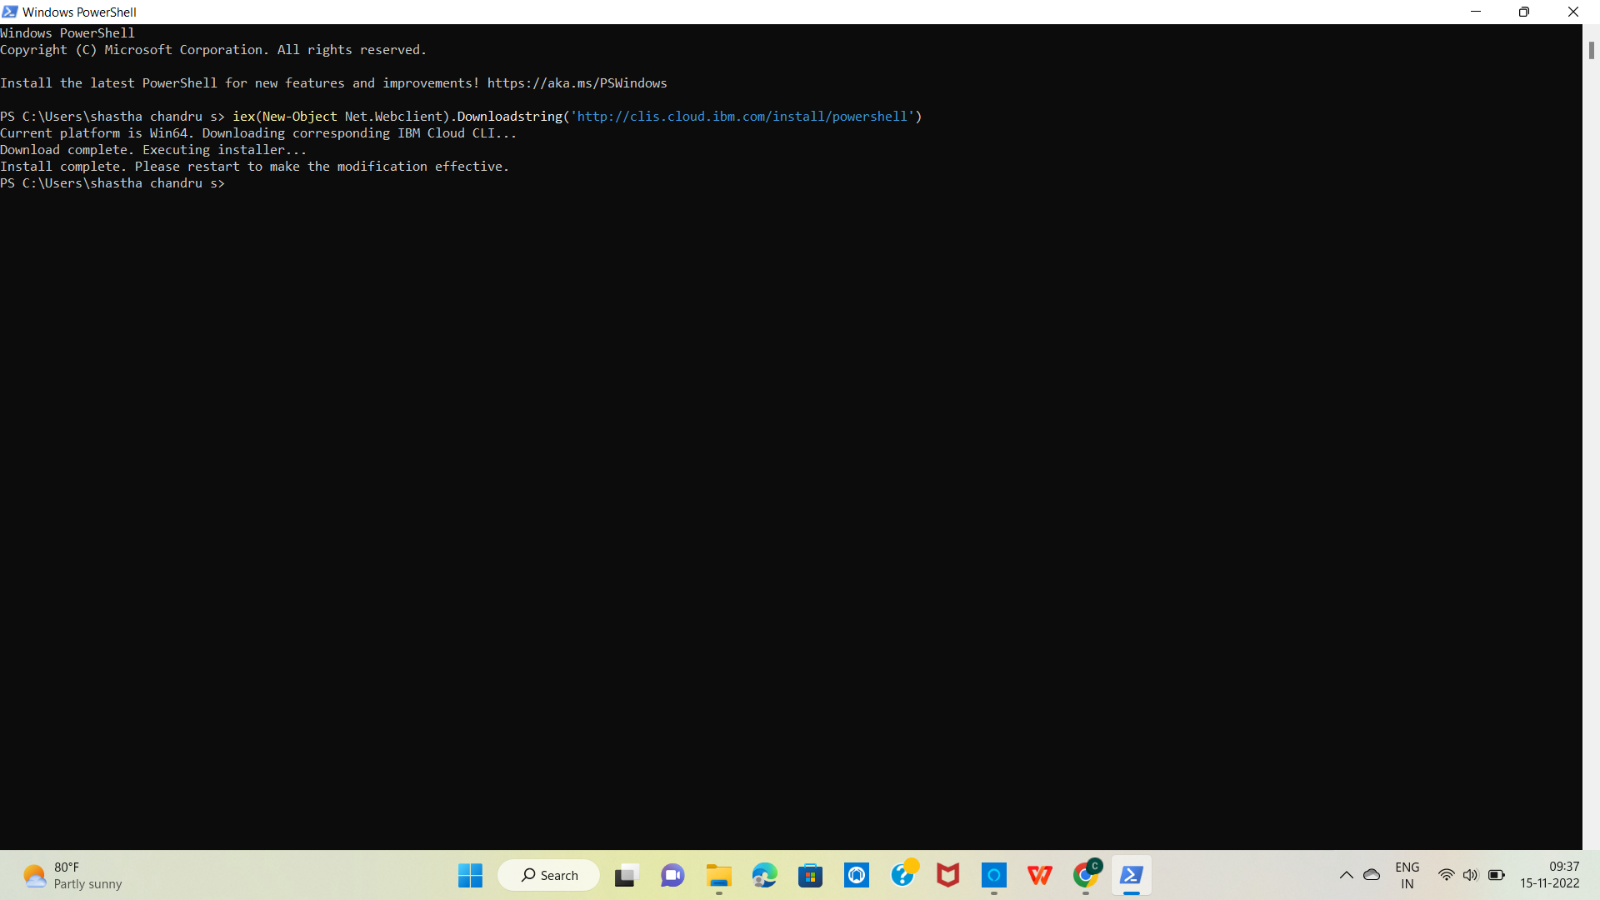 Windows PowerShell
Windows PowerShell
Copyright (C) Microsoft Corporation. All rights reserved.
Install the latest PowerShell for new features and improvements! https://aka.ms/PSWindows
PS C:\Users\shastha chandru s> iex(New-Object Net.Webclient).Downloadstring('http://clis.cloud.ibm.com/install/powershell')
Current platform is Win64. Downloading corresponding IBM Cloud CLI...
Download complete. Executing installer...
Install complete. Please restart to make the modification effective.
PS C:\Users\shastha chandru s>
80°F
Partly sunny
Search
C
ENG
IN
09:37
15-11-2022